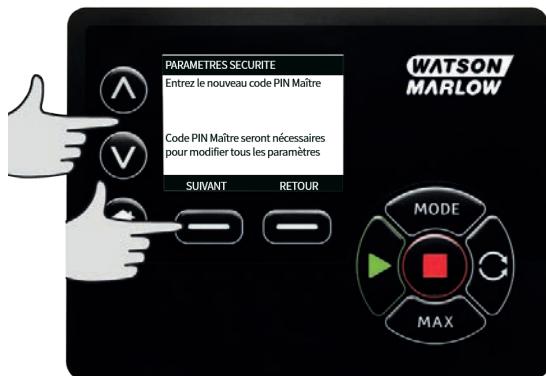 PARAMETRES SECURITE
Entrez le nouveau code PIN Maître
Code PIN Maître seront nécessaires
pour modifier tous les paramètres
SUIVANT RETOUR
WATSON
MARLOW
MODE
MAX